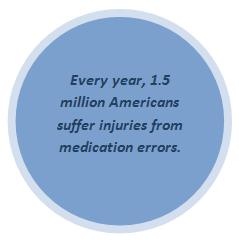 Every year, 1.5
million Americans
suffer injuries from
medication errors.